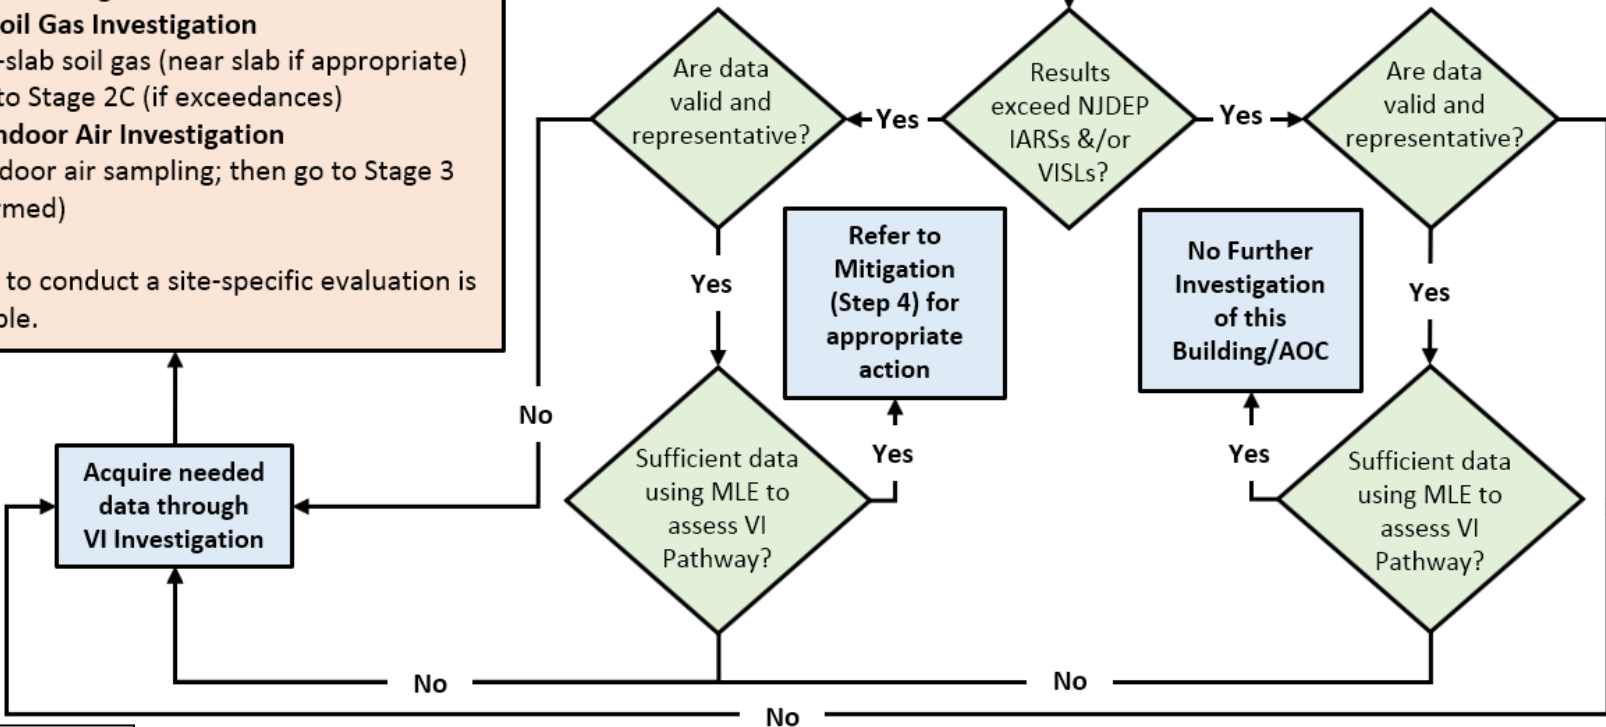 oil Gas Investigation
-slab soil gas (near slab if appropriate)
to Stage 2C (if exceedances)
ndoor Air Investigation
door air sampling; then go to Stage 3
rmed)
to conduct a site-specific evaluation is
ble.
Are data
valid and
representative?
Yes
Results
exceed NJDEP
IARSs &/or
VISLs?
Yes
Are data
valid and
representative?
Yes
Refer to
Mitigation
(Step 4) for
appropriate
action
No Further
Investigation
of this
Building/AOC
Yes
No
Acquire needed
data through
VI Investigation
Sufficient data
using MLE to
assess VI
Pathway?
Yes
Yes
Sufficient data
using MLE to
assess VI
Pathway?
No
No
No